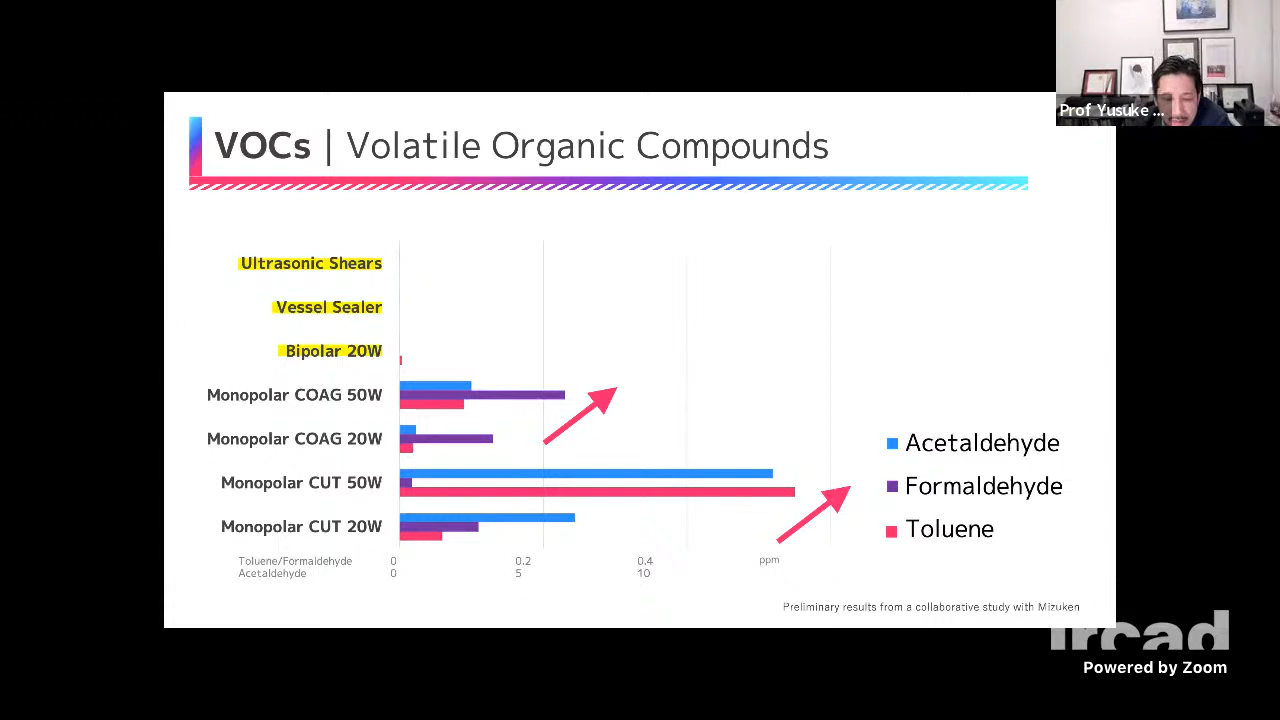 Prof Yusuke ...
VOCs | Volatile Organic Compounds
Ultrasonic Shears
Vessel Sealer
Bipolar 20W
Monopolar COAG 50W
Monopolar COAG 20W
Monopolar CUT 50W
Monopolar CUT 20W
Acetaldehyde
Formaldehyde
Toluene
Toluene/Formaldehyde 0 0.2 0.4 ppm
Acetaldehyde 0 5 10
Preliminary results from a collaborative study with Mizuken
ircad
Powered by Zoom